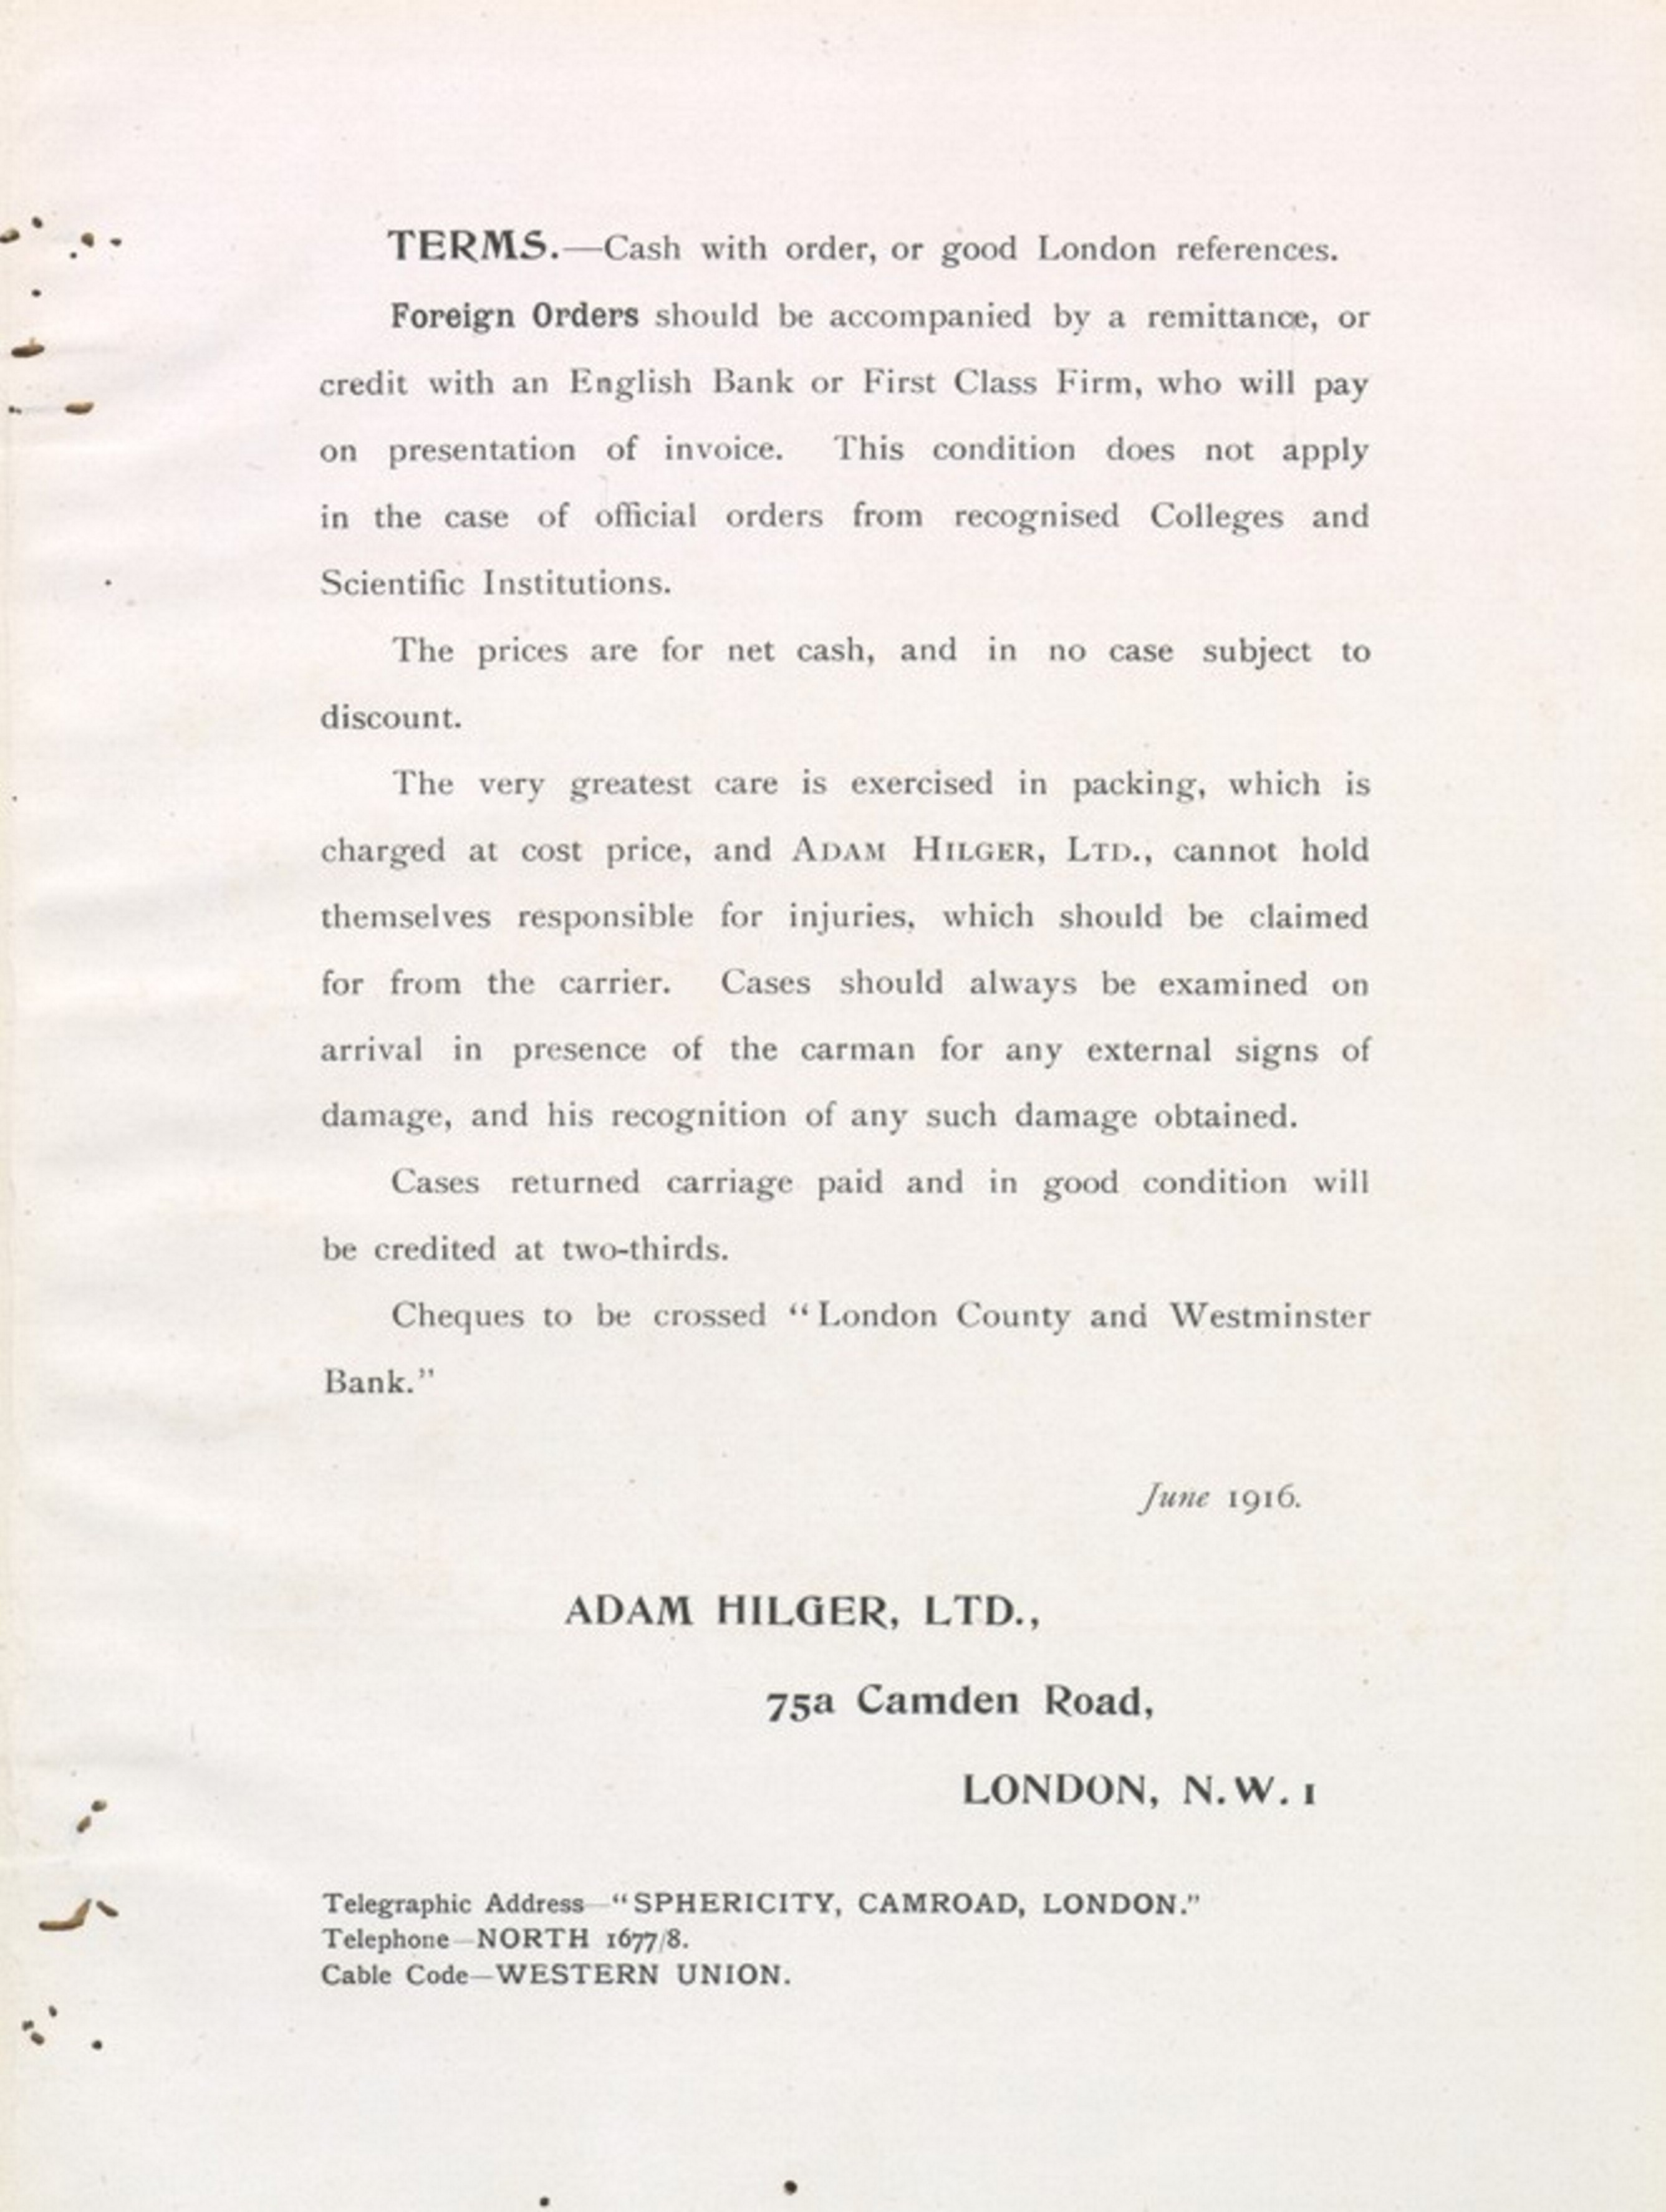 TERMS.—Cash with order, or good London references.
Foreign Orders should be accompanied by a remittance, or
credit with an English Bank or First Class Firm, who will pay
on presentation of invoice. This condition does not apply
in the case of official orders from recognised Colleges and
Scientific Institutions.
The prices are for net cash, and in no case subject to
discount.
The very greatest care is exercised in packing, which is
charged at cost price, and ADAM HILGER, LTD., cannot hold
themselves responsible for injuries, which should be claimed
for from the carrier. Cases should always be examined on
arrival in presence of the carman for any external signs of
damage, and his recognition of any such damage obtained.
Cases returned carriage paid and in good condition will
be credited at two-thirds.
Cheques to be crossed “London County and Westminster
Bank.”
June 1916.
ADAM HILGER, LTD.,
75a Camden Road,
LONDON, N.W. 1
Telegraphic Address—“SPHERICITY, CAMROAD, LONDON.”
Telephone—NORTH 1677/8.
Cable Code—WESTERN UNION.